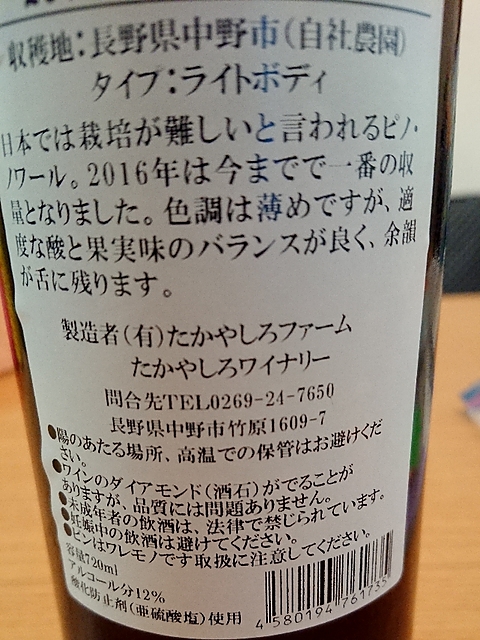 収穫地：長野県中野市（自社農園）
タイプ：ライトボディ
日本では栽培が難しいと言われるピノ・
ノワール。2016年は今までで一番の収
量となりました。色調は薄めですが、適
度な酸と果実味のバランスが良く、余韻
が舌に残ります。
製造者（有）たかやしろファーム
たかやしろワイナリー
問合先TEL0269-24-7650
長野県中野市竹原1609-7
●陽のあたる場所、高温での保管はお避けくだ
さい。
●ワインのダイアモンド（酒石）がでることが
ありますが、品質には問題ありません。
●未成年者の飲酒は、法律で禁じられています。
●妊娠中の飲酒は避けてください。
●ビンはワレモノです取扱に注意してください。
容量720ml
アルコール分12%
酸化防止剤（亜硫酸塩）使用
4 580194 761735